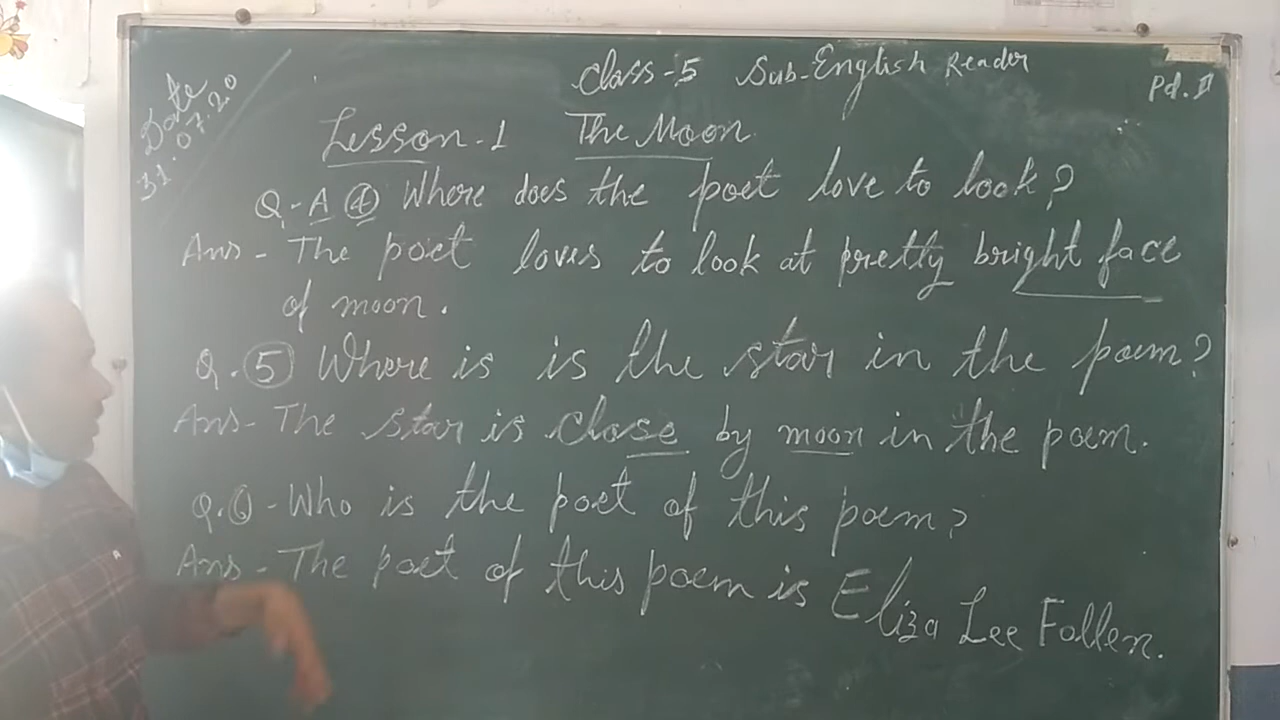 Date
31.07.20
Class-5 Sub-English Reader
Pd. II
Lesson-1 The Moon
Q-A ④ Where does the poet love to look?
Ans- The poet loves to look at pretty bright face
of moon.
Q.⑤ Where is is the star in the poem?
Ans- The star is close by moon in the poem.
Q.⑥-Who is the poet of this poem?
Ans- The poet of this poem is Eliza Lee Follen.